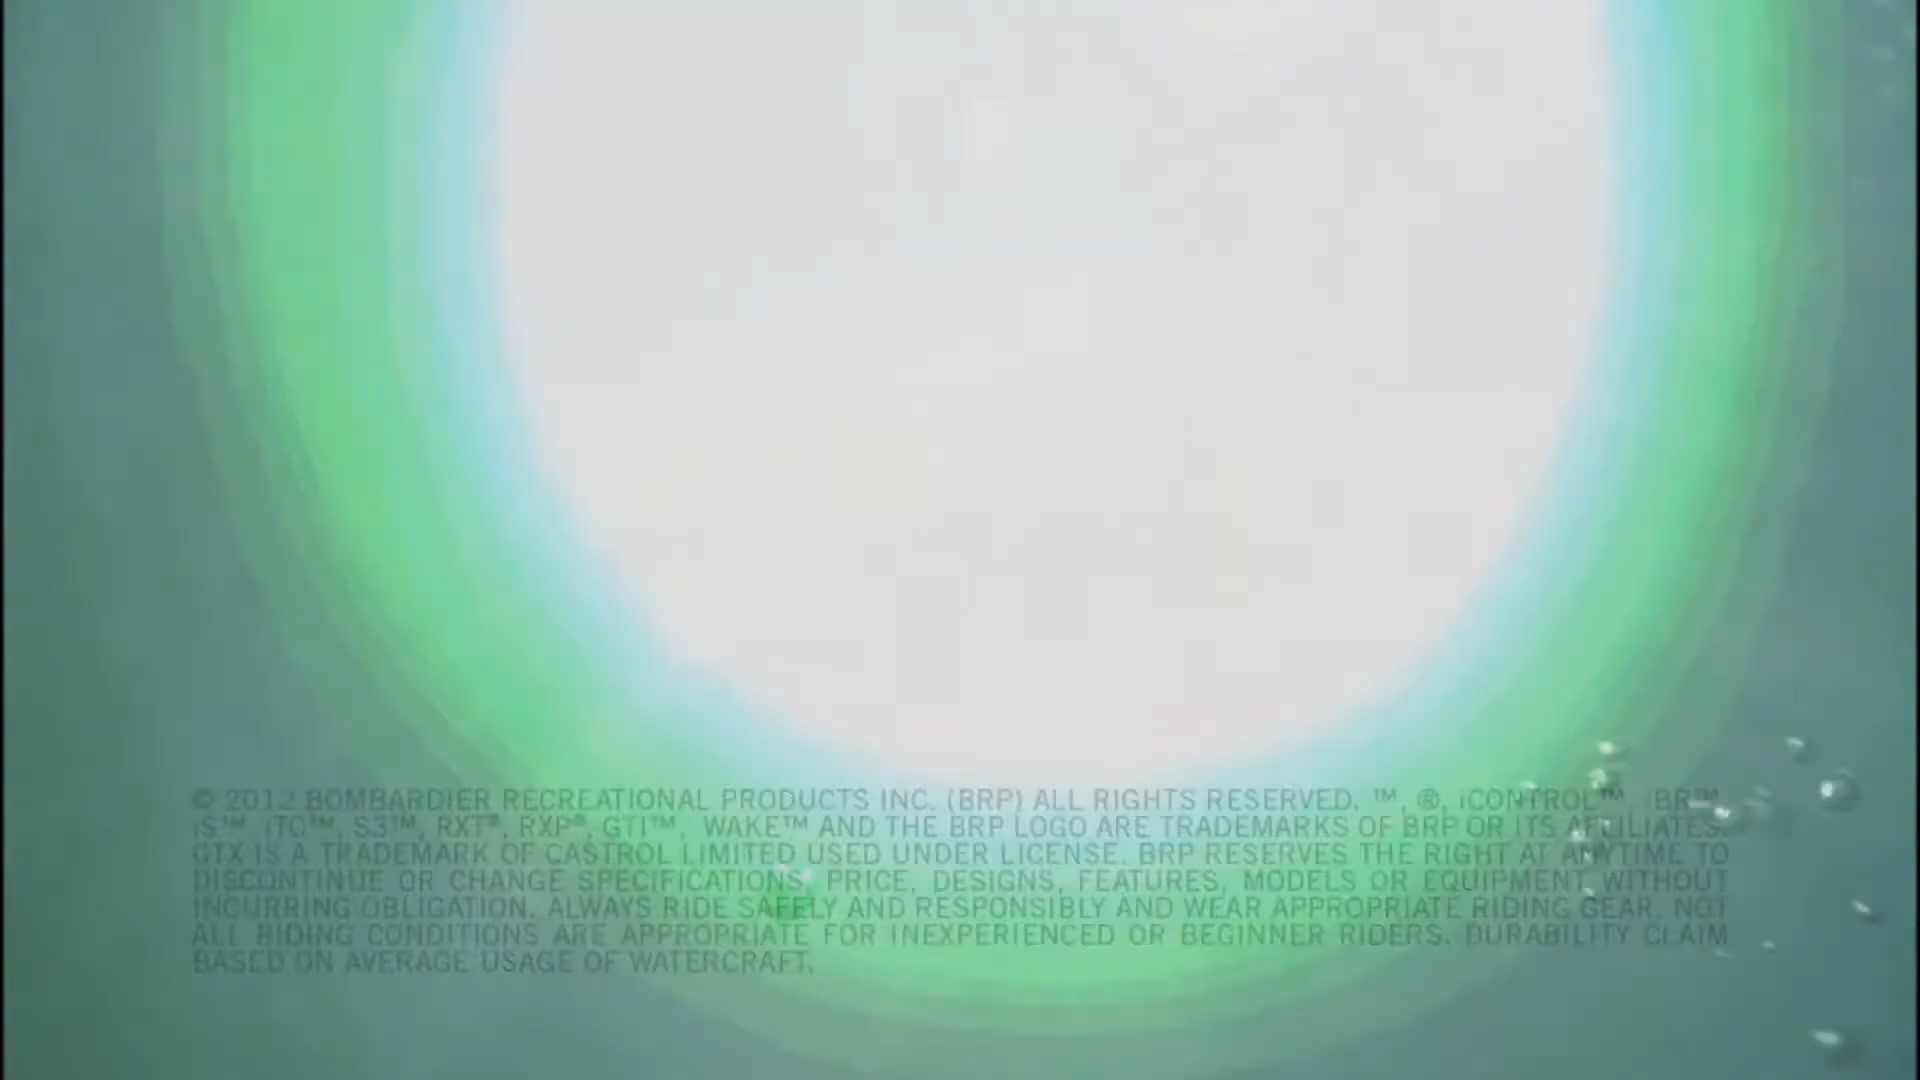 © 2012 BOMBARDIER RECREATIONAL PRODUCTS INC. (BRP) ALL RIGHTS RESERVED. ™, ®, iCONTROL™, iBR™,
iS™, iTC™, S3™, RXT®, RXP®, GTI™, WAKE™ AND THE BRP LOGO ARE TRADEMARKS OF BRP OR ITS AFFILIATES.
GTX IS A TRADEMARK OF CASTROL LIMITED USED UNDER LICENSE. BRP RESERVES THE RIGHT AT ANYTIME TO
DISCONTINUE OR CHANGE SPECIFICATIONS, PRICE, DESIGNS, FEATURES, MODELS OR EQUIPMENT WITHOUT
INCURRING OBLIGATION. ALWAYS RIDE SAFELY AND RESPONSIBLY AND WEAR APPROPRIATE RIDING GEAR. NOT
ALL RIDING CONDITIONS ARE APPROPRIATE FOR INEXPERIENCED OR BEGINNER RIDERS. DURABILITY CLAIM
BASED ON AVERAGE USAGE OF WATERCRAFT.